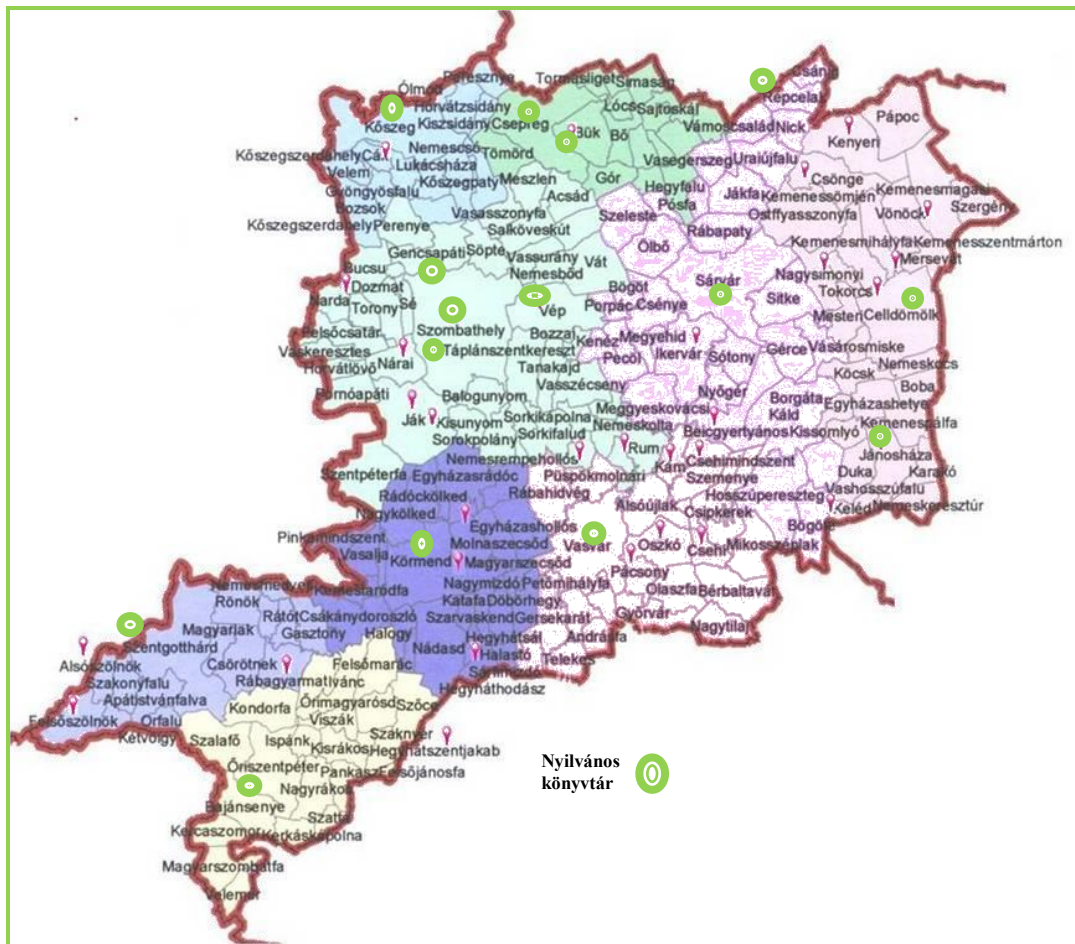 Csánig
Peresznye
Tormásliget
Simaság
Répcelak
Ólmod
Horvátzsidány
Lócs
Sajtoskál
Pápoc
Kőszeg
Kiszsidány
Csepreg
Bük
Bő
Vámoscsalád
Nick
Kenyeri
Kőszegszerdahely
Cá
Nemescsó
Tömörd
Velem
Lukácsháza
Vasegerszeg
Uraiújfalu
Csönge
Gyöngyösfalu
Kőszegpaty
Meszlen
Gór
Hegyfalu
Jákfa
Kemenessömjén
Kemenesmagasi
Bozsok
Acsád
Pósfa
Ostffyasszonyfa
Vönöck
Szergény
Kőszegszerdahely
Perenye
Vasasszonyfa
Szeleste
Rábapaty
Salköveskút
Ölbő
Kemenesmihályfa
Kemenesszentmárton
Gencsapáti
Söpte
Vassurány
Vát
Mersevát
Bucsu
Nemesbőd
Sárvár
Nagysimonyi
Dozmat
Bögöt
Tokorcs
Narda
Torony
Sé
Vép
Porpác
Csénye
Sitke
Mesteri
Celldömölk
Felsőcsatár
Szombathely
Bozzai
Kenéz
Megyehid
Vaskeresztes
Táplánszentkereszt
Pecöl
Ikervár
Sótony
Gérce
Vásárosmiske
Horvátlövő
Nárai
Tanakajd
Nemeskocs
Vasszécseny
Köcsk
Pornóapáti
Balogunyom
Nyőgér
Borgáta
Boba
Egyházashetye
Ják
Kisunyom
Sorkikápolna
Meggyeskovácsi
Káld
Nemeskolta
Kemenespálfa
Sorokpolány
Sorkifalud
Beicgyertyános
Kissomlyó
Rum
Jánosháza
Nemesrempehollós
Kám
Csehimindszent
Szentpéterfa
Egyházasrádóc
Püspökmolnári
Szemenye
Duka
Karakó
Rádóckölked
Rábahidvég
Hosszúpereszteg
Vashosszúfalu
Nagykölked
Alsóújlak
Csipkerek
Keléd
Nemeskeresztúr
Egyházashollós
Bögöte
Pinkamindszent
Molnaszecsőd
Vasvár
Oszkó
Csehi
Mikosszéplak
Vasalja
Körmend
Magyarszecsőd
Pácsony
Nemesmedves
Kemestaródfa
Nagymizdó
Petőmihályfa
Olaszfa
Bérbaltavár
Rönök
Katafa
Döbörhegy
Rátót
Csákánydoroszló
Szarvaskend
Gersekarát
Győrvár
Magyarlak
Gasztony
Halogy
Nagytilaj
Szentgotthárd
Hegyhátsál
Andrásfa
Alsószölnök
Csörötnek
Felsőmarác
Nádasd
Halastó
Telekes
Szakonyfalu
Rábagyarmat
Ivánc
Hegyháthodász
Apátistvánfalva
Kondorfa
Őrimagyarósd
Szőce
Felsőszölnök
Orfalu
Viszák
Kétvölgy
Szalafő
Ispánk
Szaknyér
Kisrákos
Hegyhátszentjakab
Őriszentpéter
Pankasz
Felsőjánosfa
Nagyrákos
Bajánsenye
Szatta
Kercaszomor
Kerkáskápolna
Magyarszombatfa
Velemér
Nyilvános
könyvtár